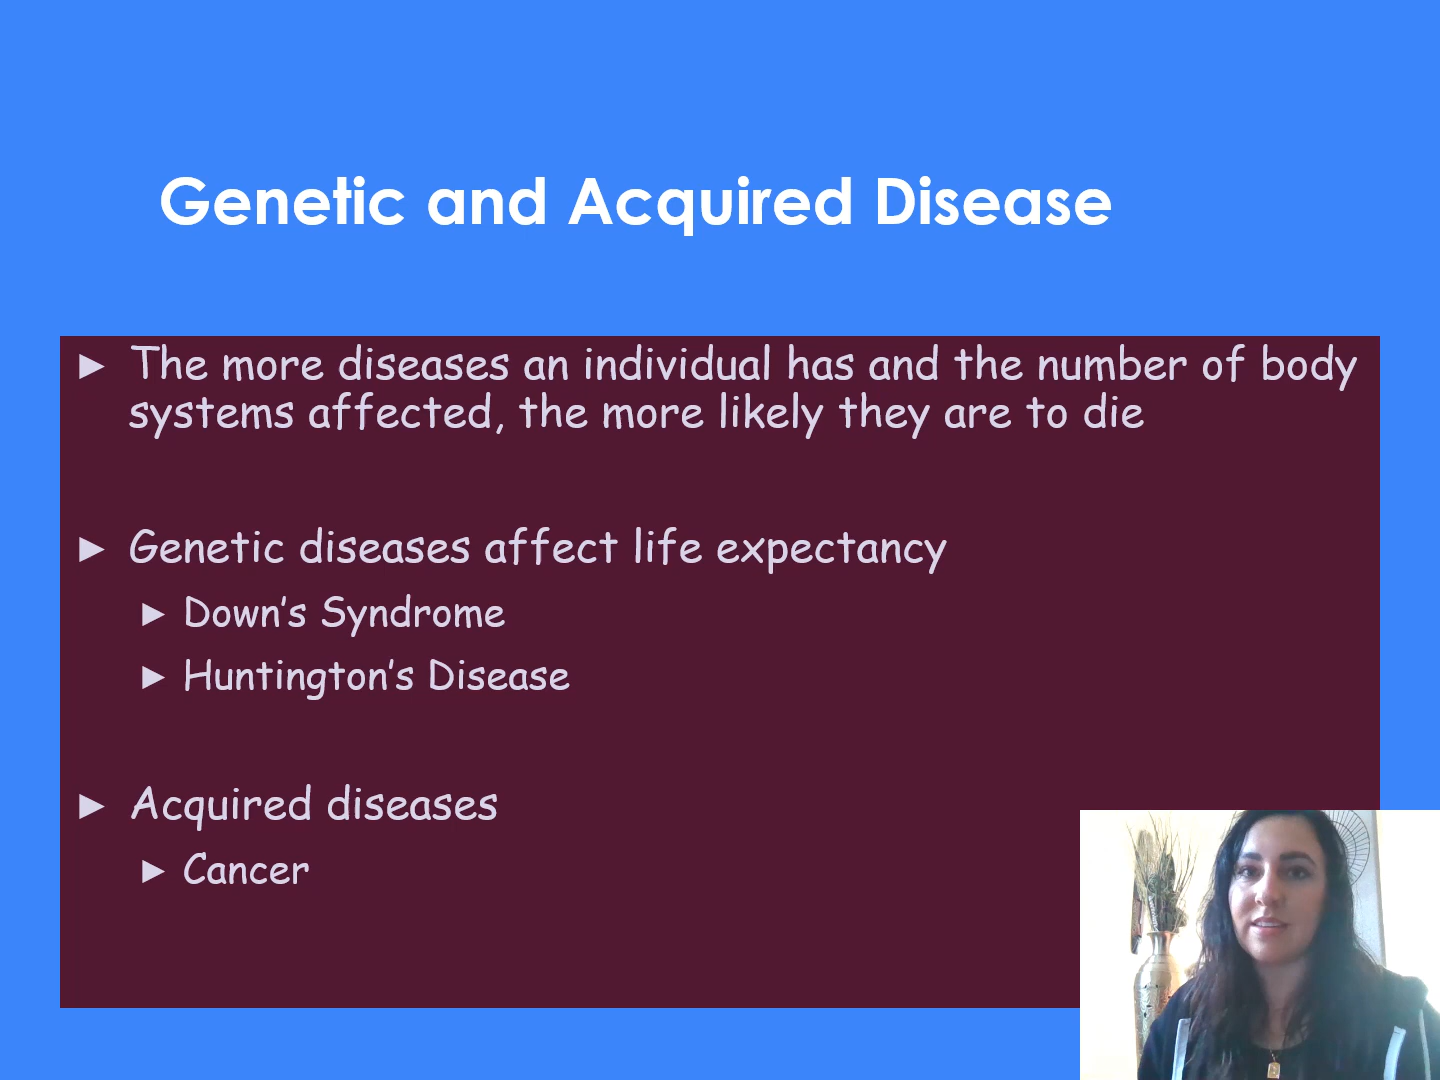 Genetic and Acquired Disease
► The more diseases an individual has and the number of body
systems affected, the more likely they are to die
► Genetic diseases affect life expectancy
► Down’s Syndrome
► Huntington’s Disease
► Acquired diseases
► Cancer